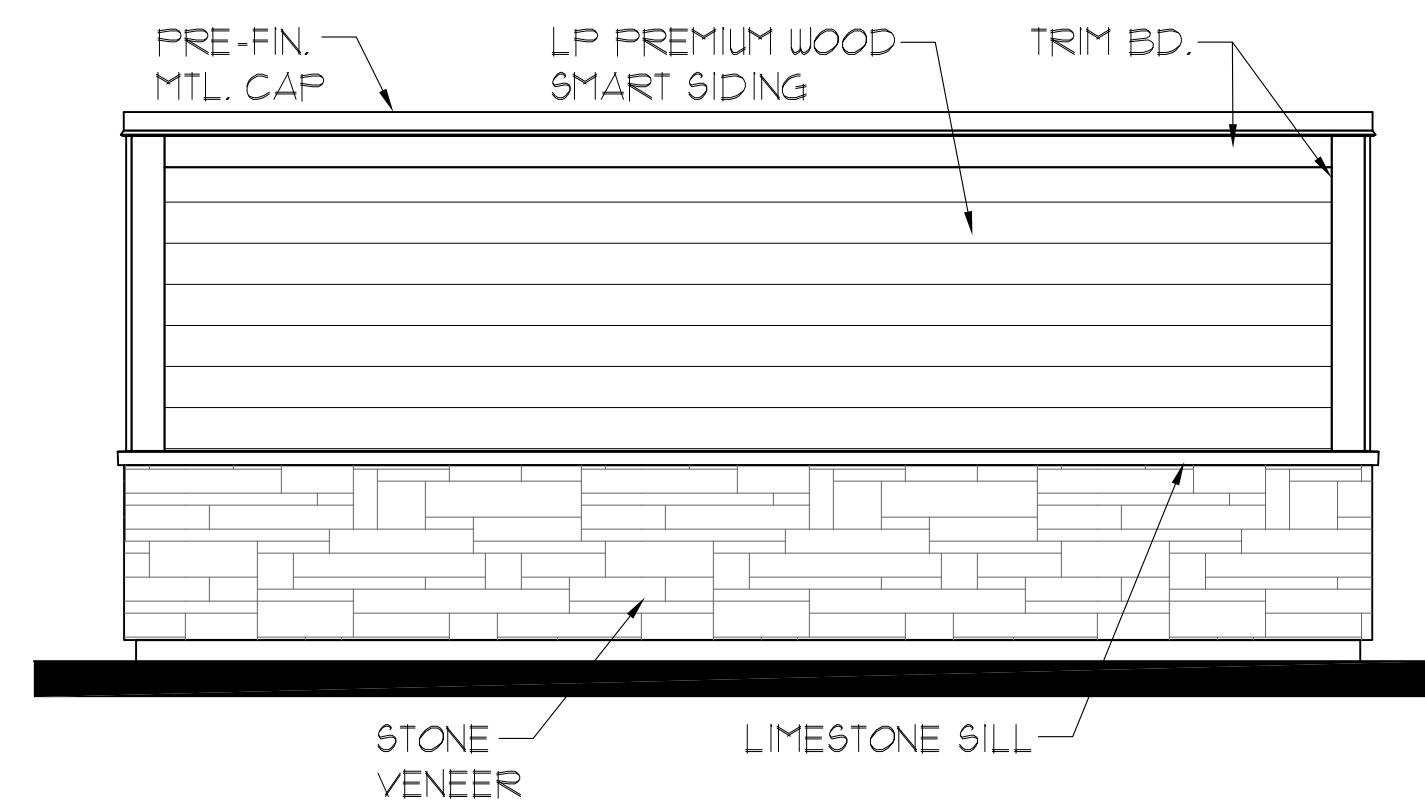 PRE-FIN.
MTL. CAP
LP PREMIUM WOOD
SMART SIDING
TRIM BD.
STONE
VENEER
LIMESTONE SILL